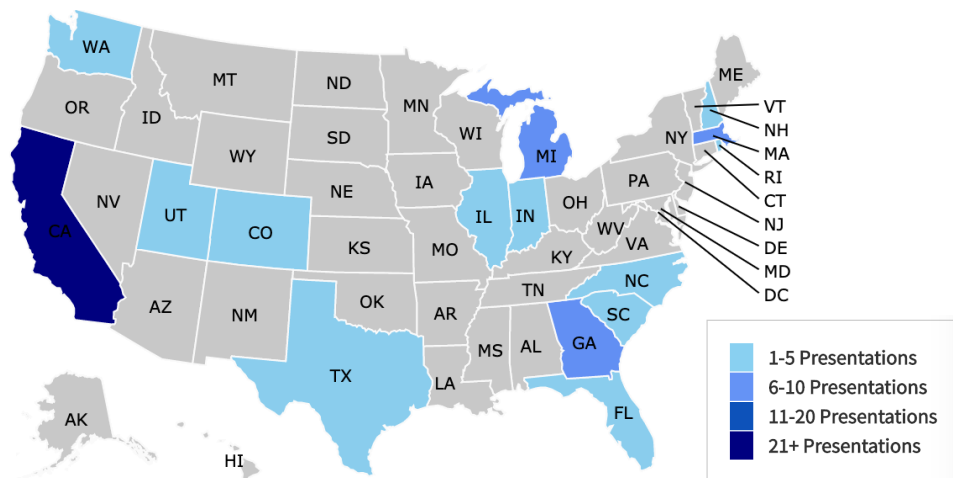 WA
MT
ND
MN
ME
VT
OR
ID
SD
WI
NY
NH
WY
MI
MA
RI
IA
PA
CT
NE
NV
UT
IL
IN
OH
NJ
CA
CO
WV
DE
KS
MO
KY
VA
MD
NC
DC
TN
OK
AZ
NM
AR
SC
MS
AL
GA
TX
LA
FL
AK
HI
1-5 Presentations
6-10 Presentations
11-20 Presentations
21+ Presentations